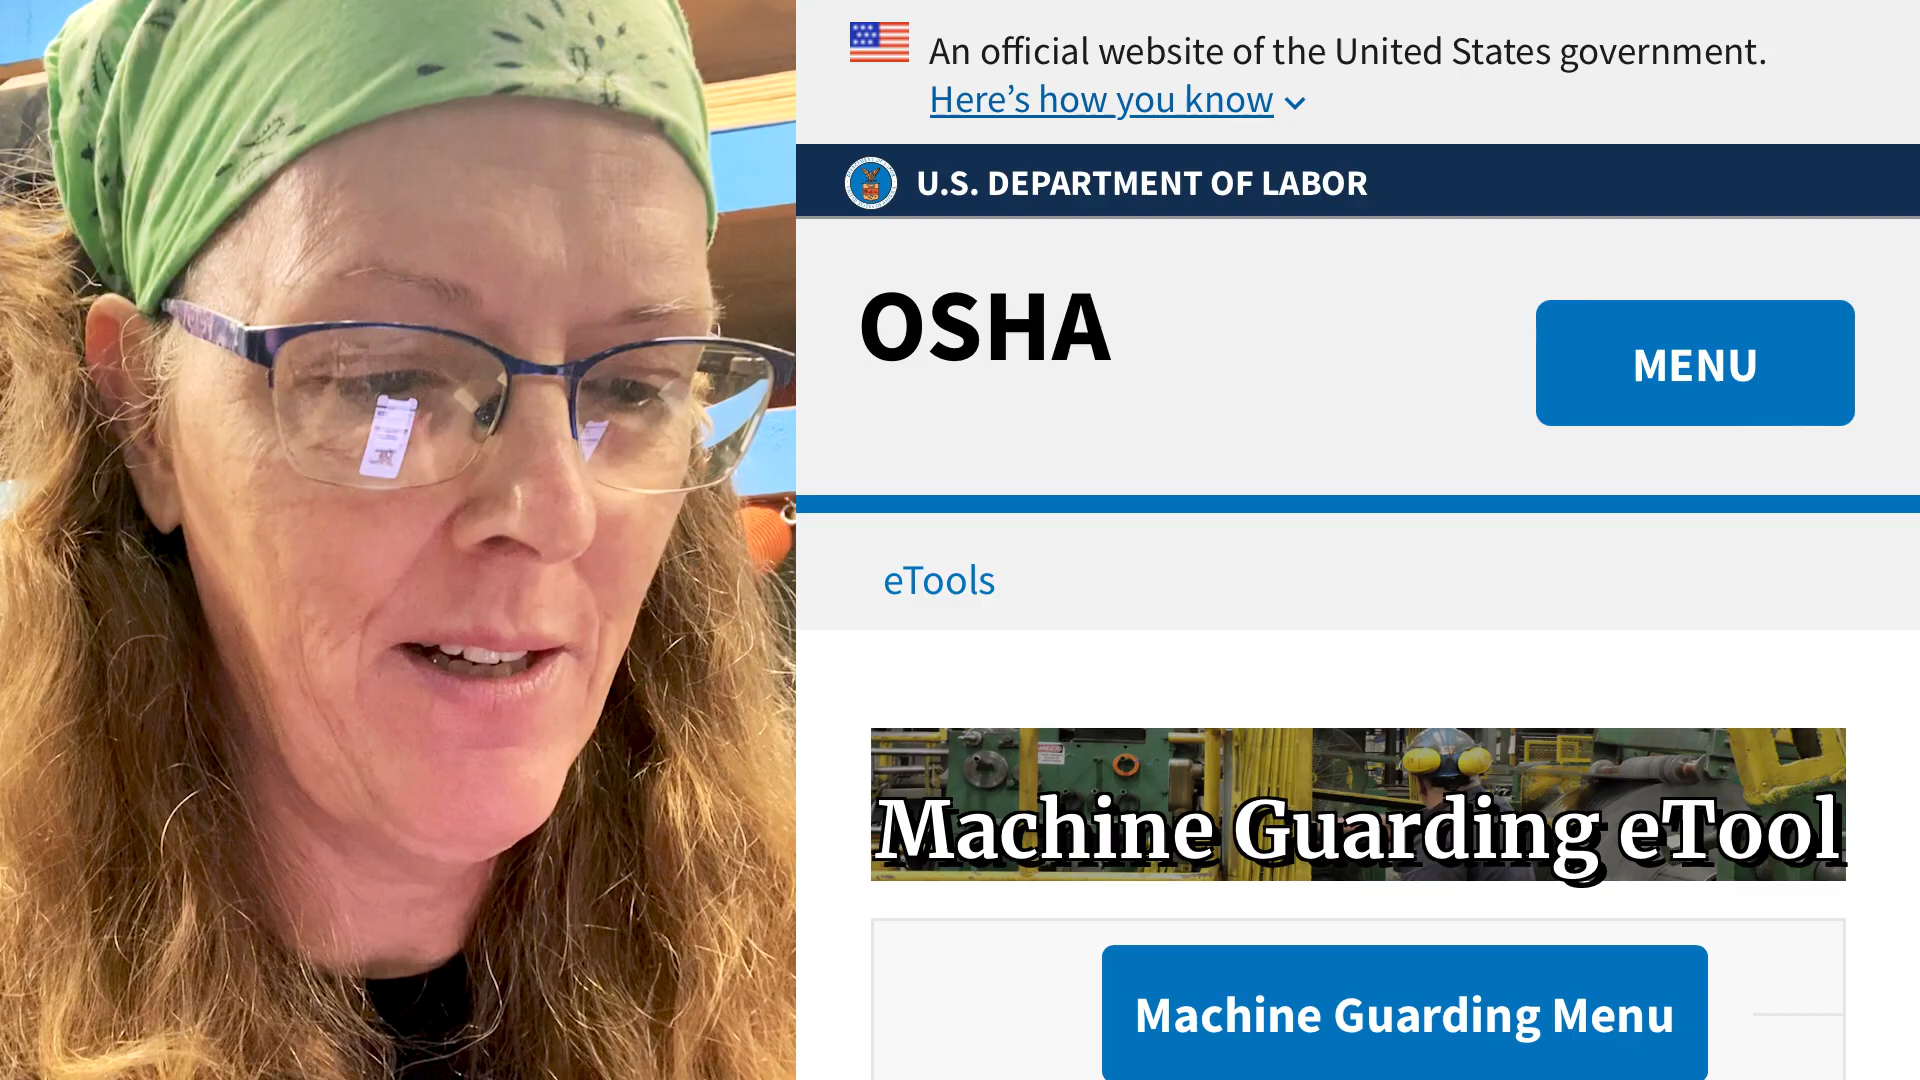 An official website of the United States government.
Here’s how you know
U.S. DEPARTMENT OF LABOR
OSHA
MENU
eTools
Machine Guarding eTool
Machine Guarding Menu